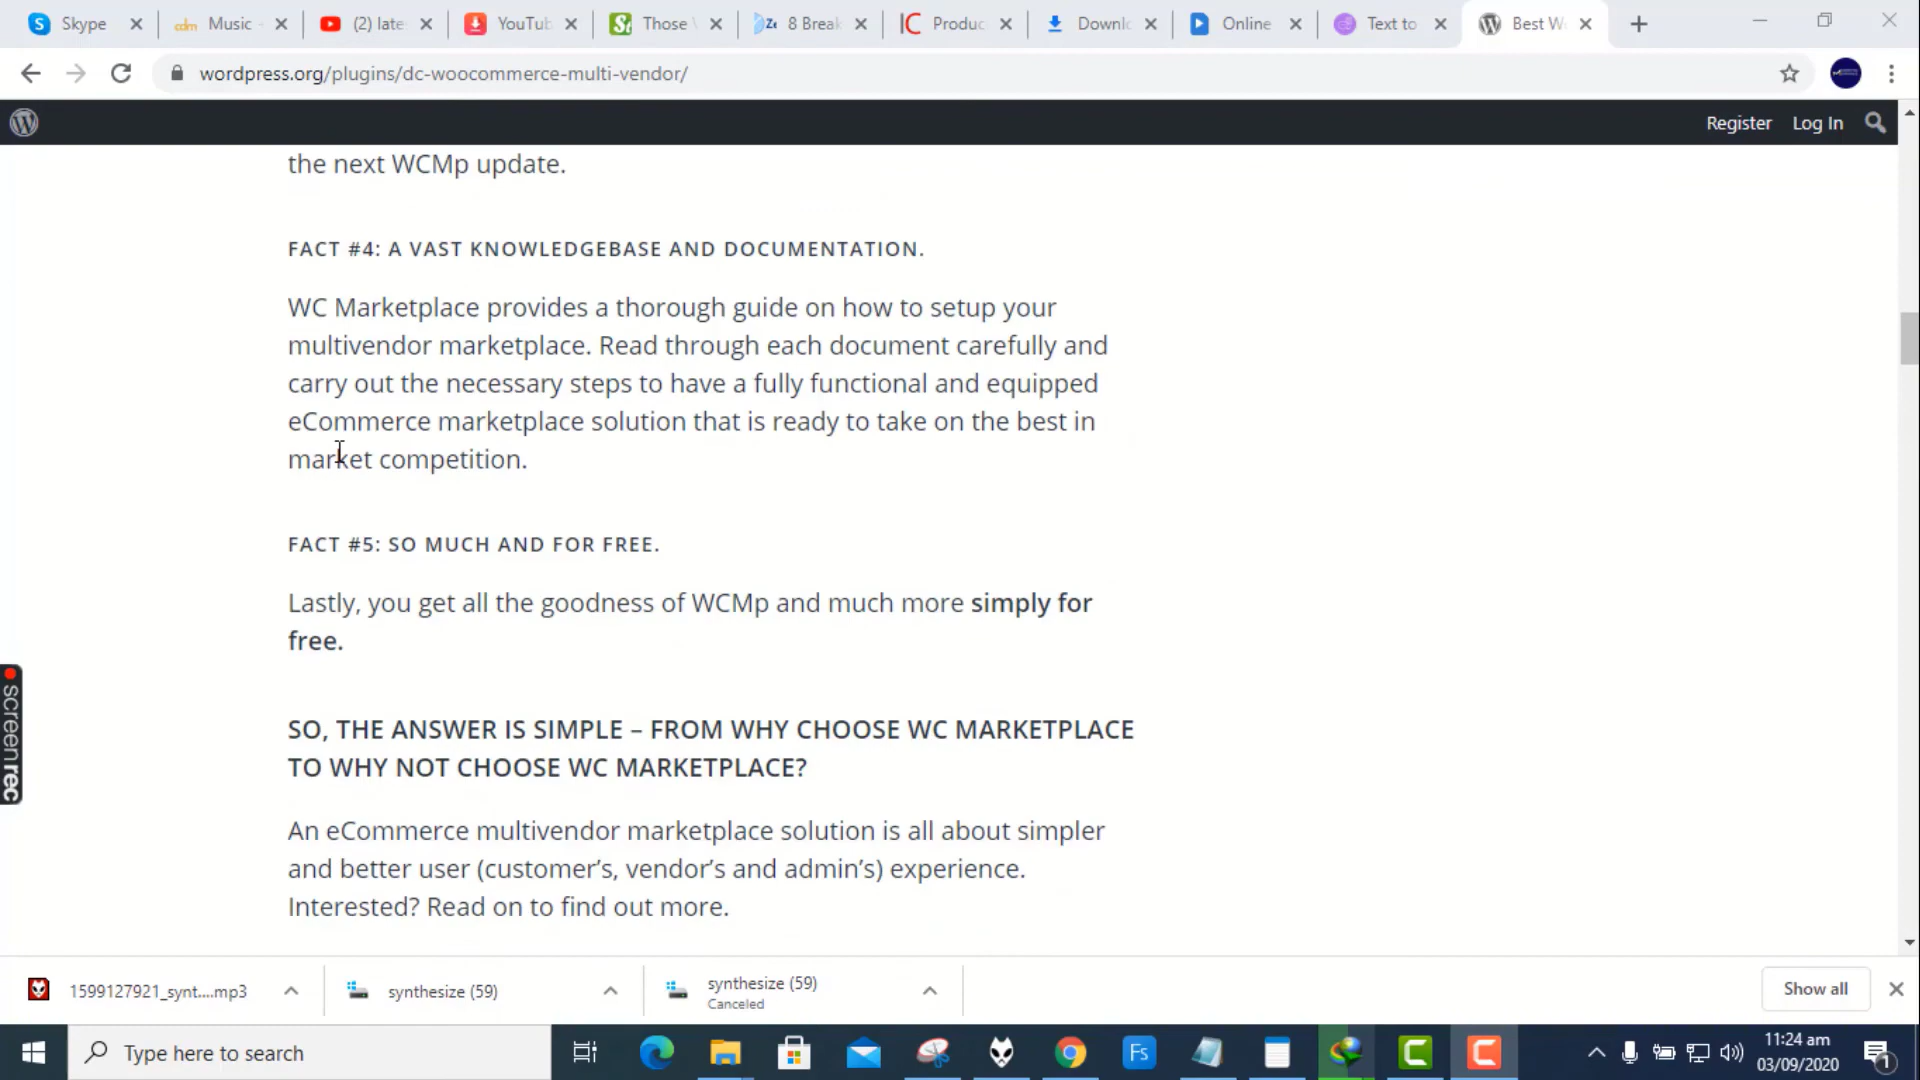 Skype
Music
(2) late
YouTub
Those
8 Break
Produc
Downlo
Online
Text to
Best W
wordpress.org/plugins/dc-woocommerce-multi-vendor/
Register Log In
the next WCMp update.
FACT #4: A VAST KNOWLEDGEBASE AND DOCUMENTATION.
WC Marketplace provides a thorough guide on how to setup your
multivendor marketplace. Read through each document carefully and
carry out the necessary steps to have a fully functional and equipped
eCommerce marketplace solution that is ready to take on the best in
market competition.
FACT #5: SO MUCH AND FOR FREE.
Lastly, you get all the goodness of WCMp and much more simply for
free.
SO, THE ANSWER IS SIMPLE – FROM WHY CHOOSE WC MARKETPLACE
TO WHY NOT CHOOSE WC MARKETPLACE?
An eCommerce multivendor marketplace solution is all about simpler
and better user (customer's, vendor's and admin's) experience.
Interested? Read on to find out more.
screenrec
1599127921_synt....mp3
synthesize (59)
synthesize (59)
Canceled
Show all
Type here to search
Fs
11:24 am
03/09/2020
1